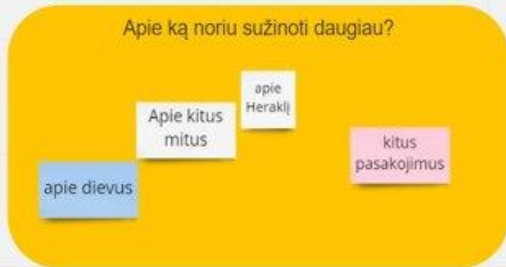 Apie ką noriu sužinoti daugiau?
apie
Heraklį
Apie kitus
mitus
kitus
pasakojimus
apie dievus